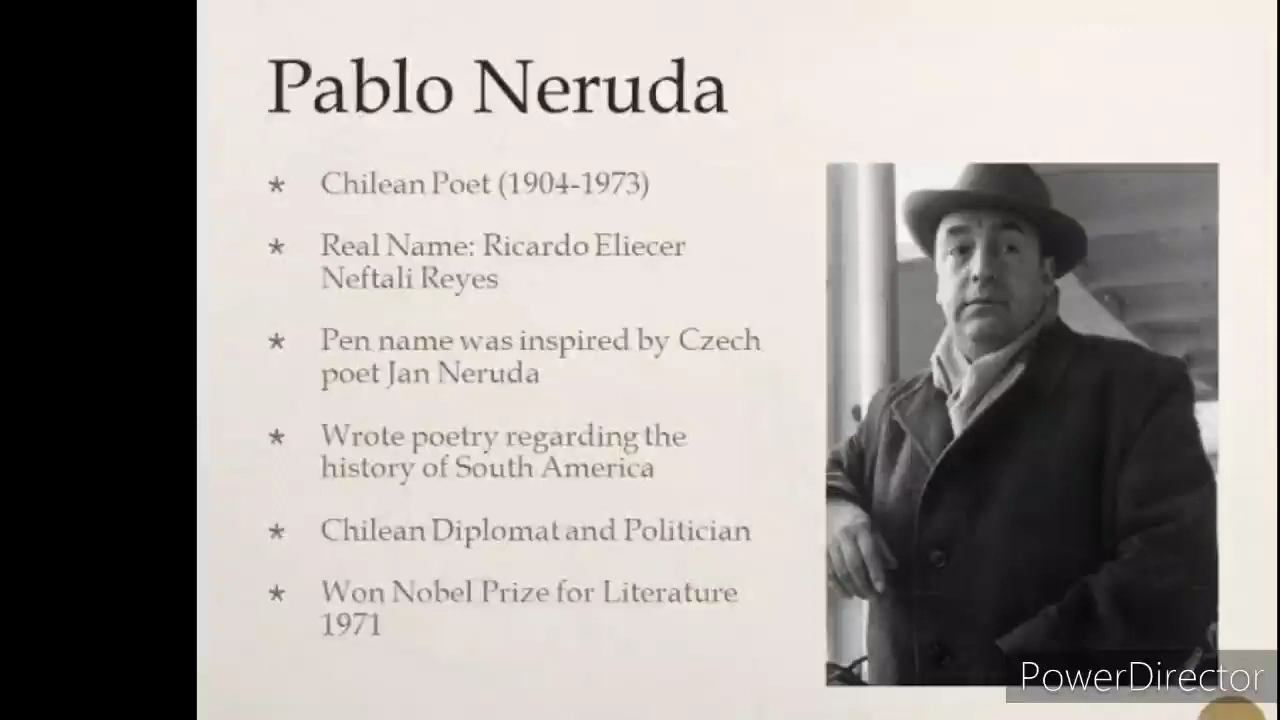 Pablo Neruda
* Chilean Poet (1904-1973)
* Real Name: Ricardo Eliecer
Neftali Reyes
* Pen name was inspired by Czech
poet Jan Neruda
* Wrote poetry regarding the
history of South America
* Chilean Diplomat and Politician
* Won Nobel Prize for Literature
1971
PowerDirector